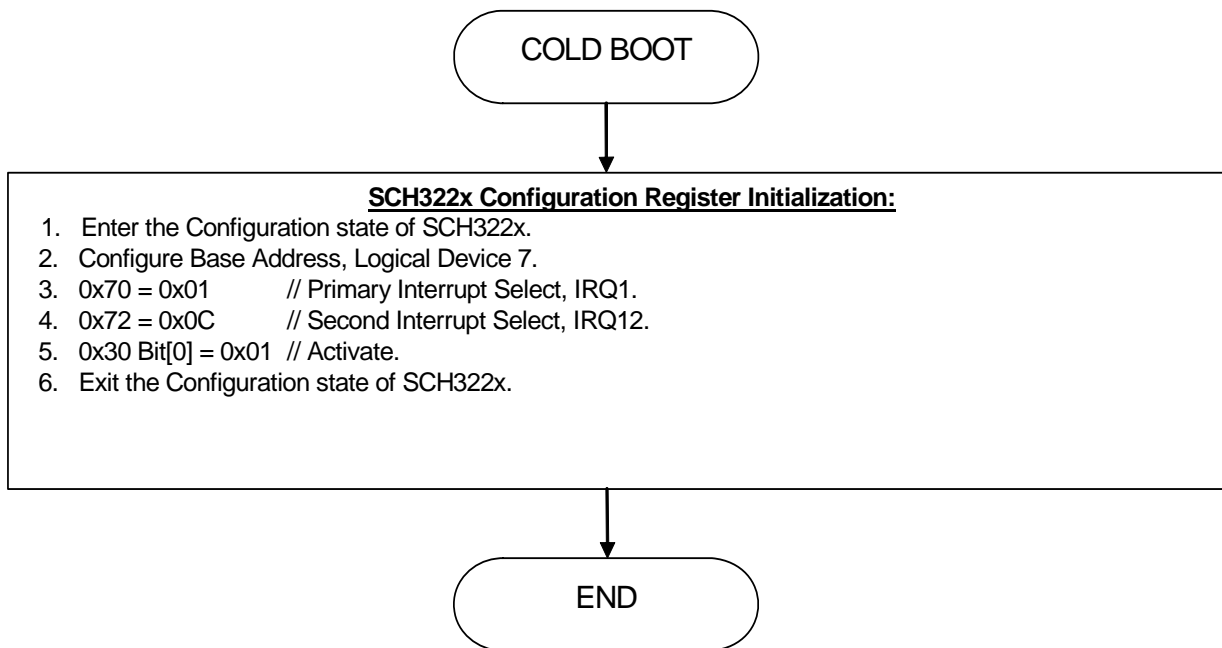 COLD BOOT
SCH322x Configuration Register Initialization:
1. Enter the Configuration state of SCH322x.
2. Configure Base Address, Logical Device 7.
3. 0x70 = 0x01 // Primary Interrupt Select, IRQ1.
4. 0x72 = 0x0C // Second Interrupt Select, IRQ12.
5. 0x30 Bit[0] = 0x01 // Activate.
6. Exit the Configuration state of SCH322x.
END